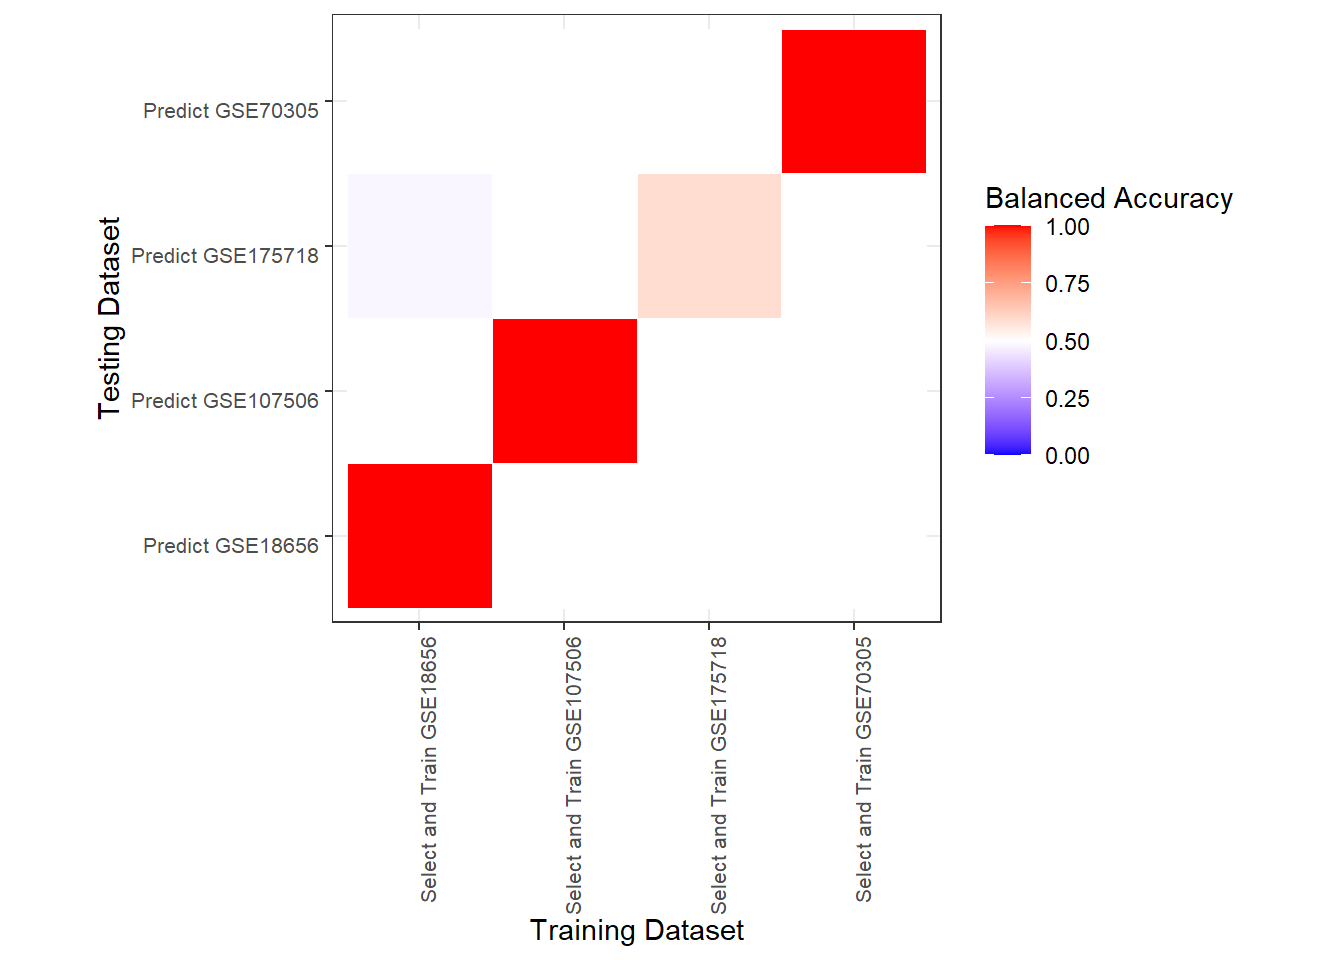 Predict GSE70305
Predict GSE175718
Predict GSE107506
Predict GSE18656
Testing Dataset
Select and Train GSE18656
Select and Train GSE107506
Select and Train GSE175718
Select and Train GSE70305
Training Dataset
Balanced Accuracy
1.00
0.75
0.50
0.25
0.00